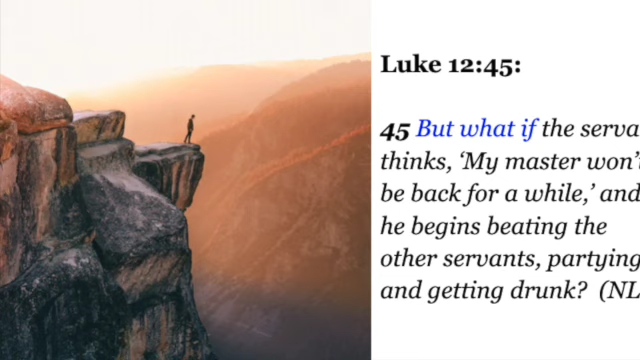 Luke 12:45:
45 But what if the serva
thinks, ‘My master won’
be back for a while,’ and
he begins beating the
other servants, partying
and getting drunk? (NL